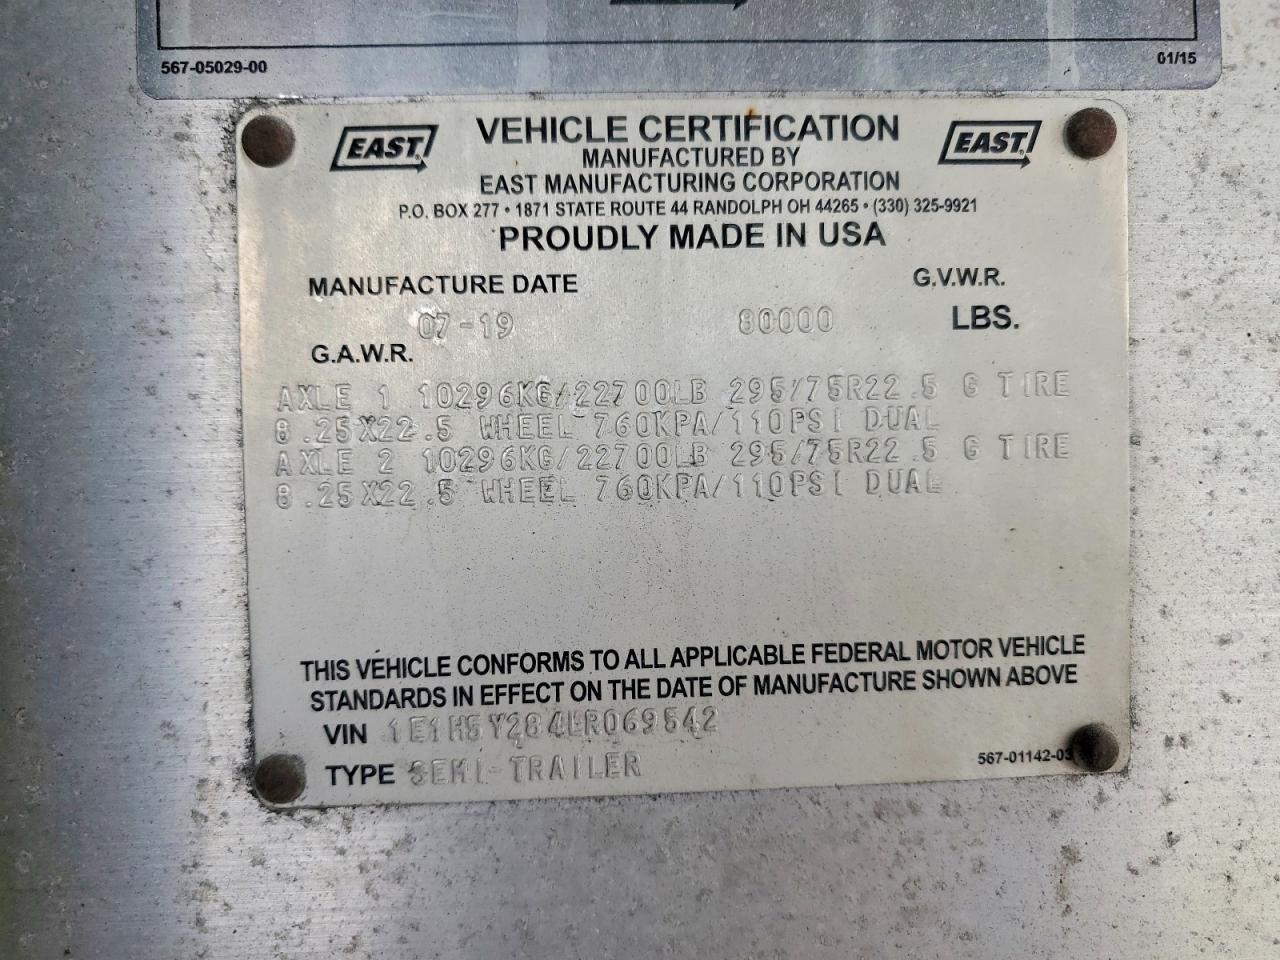 567-05029-00
01/15
EAST
VEHICLE CERTIFICATION
EAST
MANUFACTURED BY
EAST MANUFACTURING CORPORATION
P.O. BOX 277 • 1871 STATE ROUTE 44 RANDOLPH OH 44265 • (330) 325-9921
PROUDLY MADE IN USA
MANUFACTURE DATE
G.V.W.R.
07-19
80000
LBS.
G.A.W.R.
AXLE 1 10296KG/22700LB 295/75R22.5 G TIRE
8.25X22.5 WHEEL 760KPA/110PSI DUAL
AXLE 2 10296KG/22700LB 295/75R22.5 G TIRE
8.25X22.5 WHEEL 760KPA/110PSI DUAL
THIS VEHICLE CONFORMS TO ALL APPLICABLE FEDERAL MOTOR VEHICLE
STANDARDS IN EFFECT ON THE DATE OF MANUFACTURE SHOWN ABOVE
VIN 1E1H5Y284LR069542
TYPE SEMI-TRAILER
567-01142-03